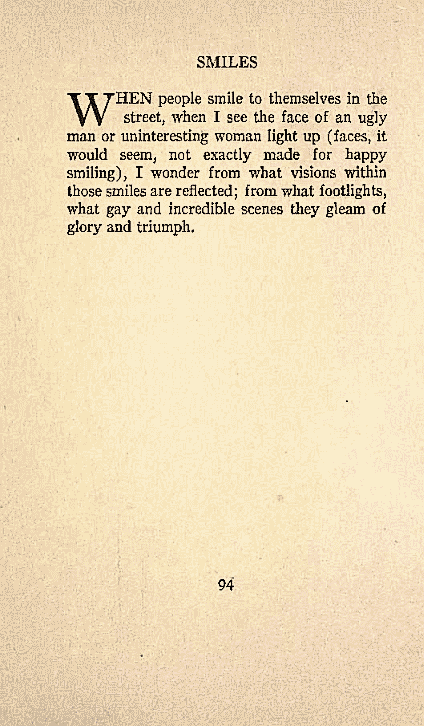 SMILES
WHEN people smile to themselves in the
street, when I see the face of an ugly
man or uninteresting woman light up (faces, it
would seem, not exactly made for happy
smiling), I wonder from what visions within
those smiles are reflected; from what footlights,
what gay and incredible scenes they gleam of
glory and triumph.
94